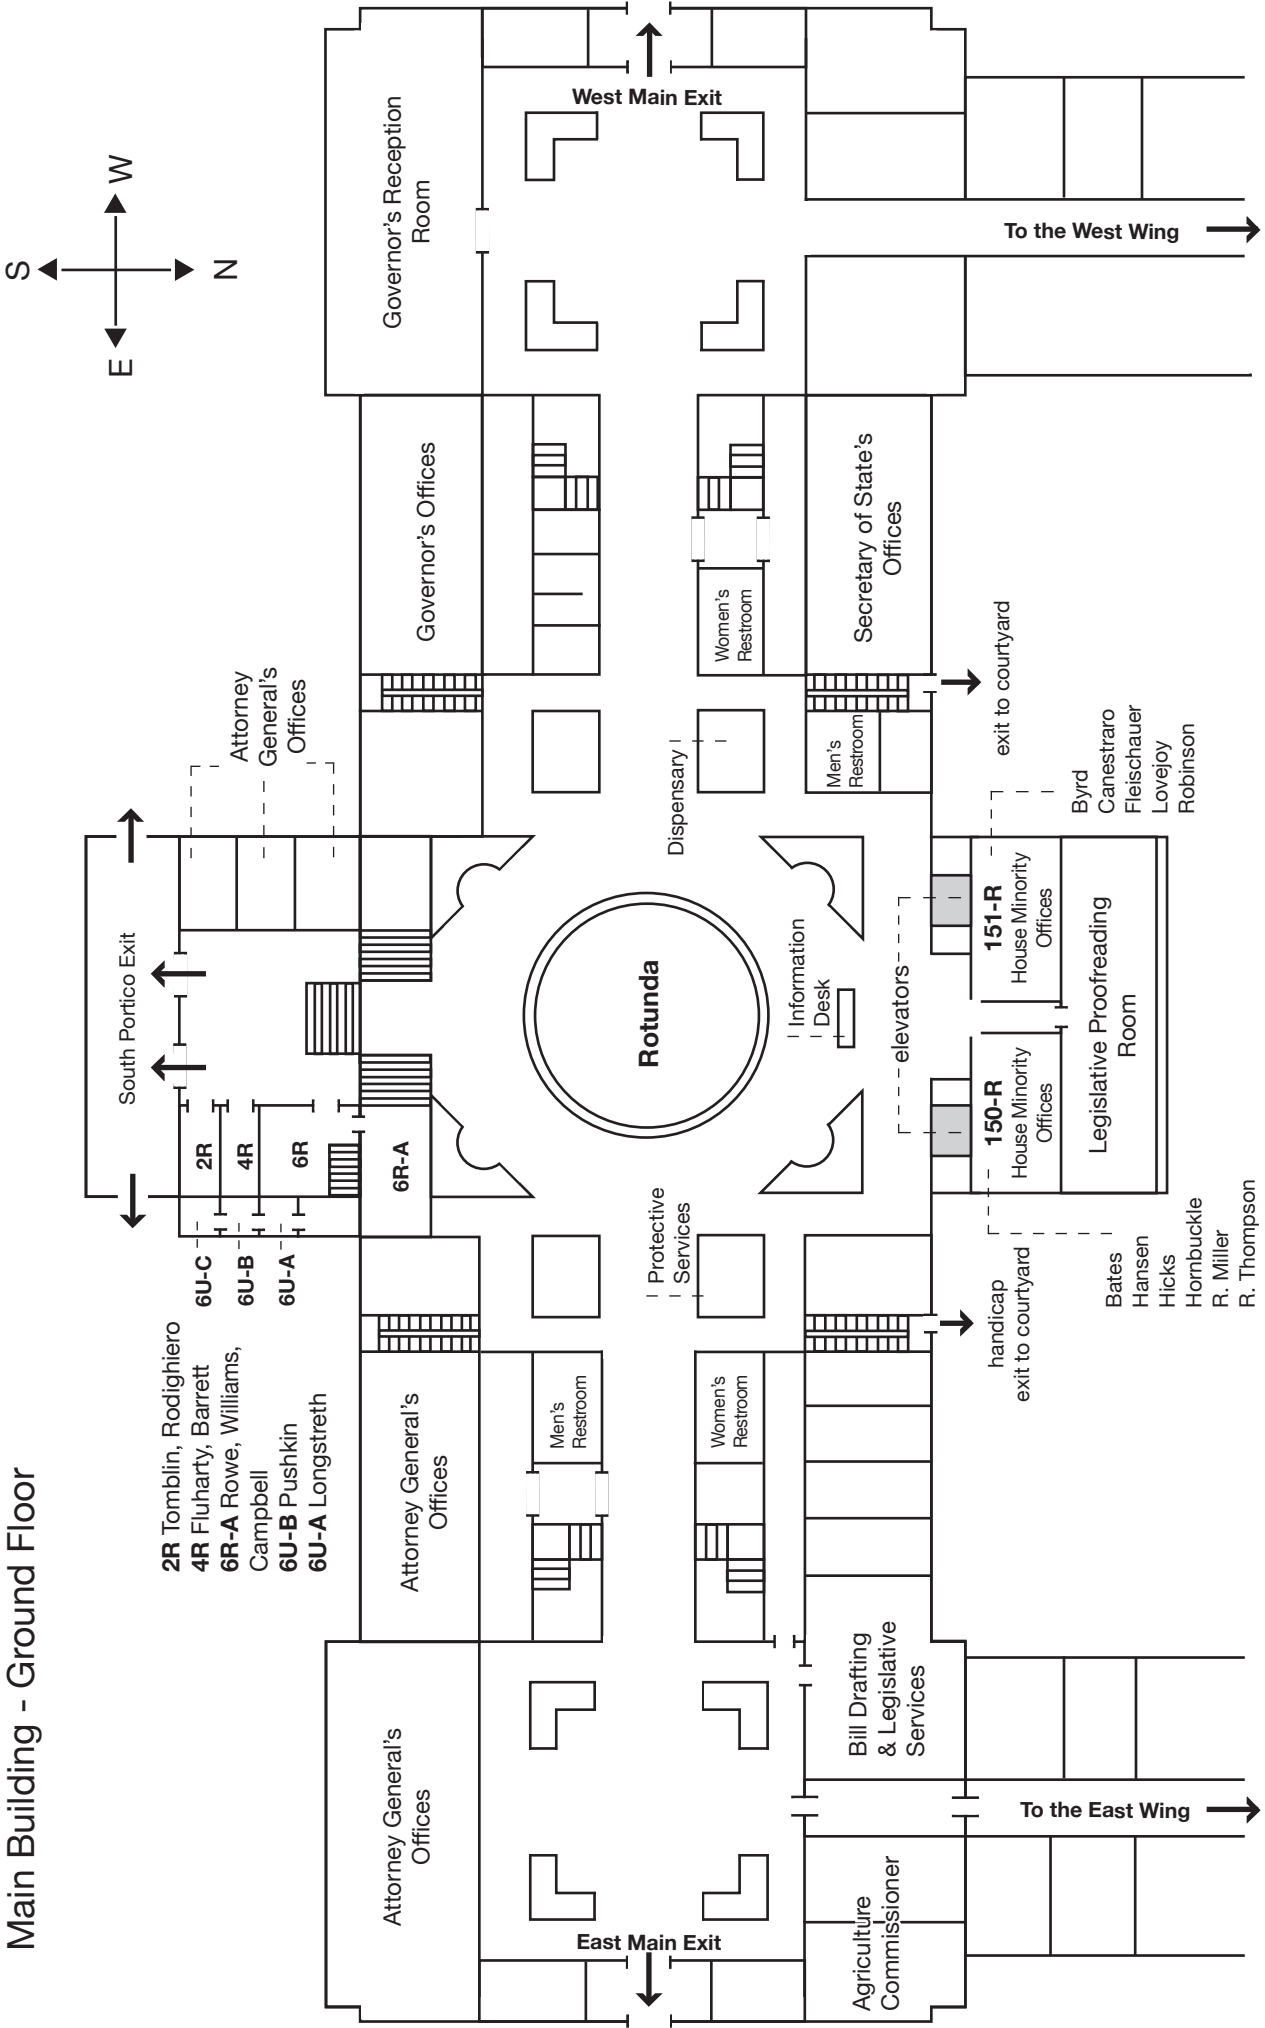 Main Building - Ground Floor
S
W
E
N
West Main Exit
Governor's Reception
Room
To the West Wing
Governor's Offices
Women's
Restroom
Secretary of State's
Offices
exit to courtyard
Attorney
General's
Offices
Dispensary
Men's
Restroom
South Portico Exit
Rotunda
Information
Desk
elevators
151-R
House Minority
Offices
Byrd
Canestraro
Fleischauer
Lovejoy
Robinson
150-R
House Minority
Offices
Legislative Proofreading
Room
Bates
Hansen
Hicks
Hornbuckle
R. Miller
R. Thompson
2R
4R
6R
6R-A
6U-C
6U-B
6U-A
2R Tomblin, Rodighiero
4R Fluharty, Barrett
6R-A Rowe, Williams,
Campbell
6U-B Pushkin
6U-A Longstreth
Protective
Services
handicap
exit to courtyard
Attorney General's
Offices
Men's
Restroom
Women's
Restroom
Attorney General's
Offices
Bill Drafting
& Legislative
Services
To the East Wing
Agriculture
Commissioner
East Main Exit